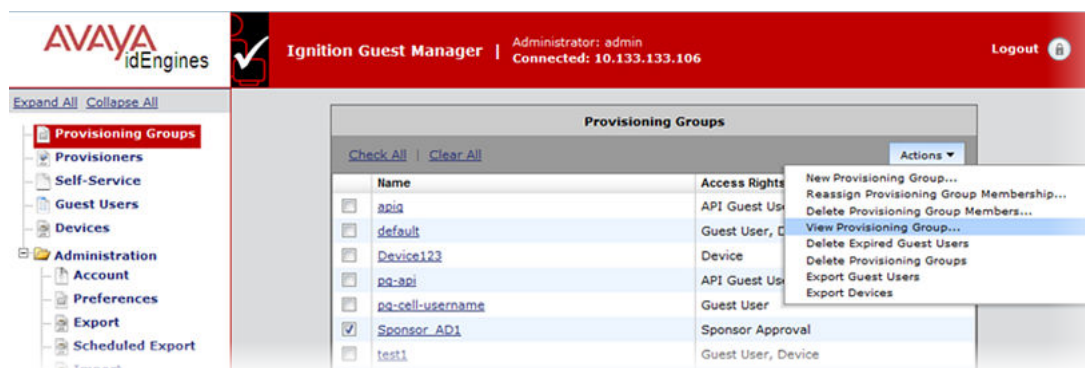 AVAYA
idEngines
Ignition Guest Manager |
Administrator: admin
Connected: 10.133.133.106
Logout
Expand All Collapse All
Provisioning Groups
Provisioners
Self-Service
Guest Users
Devices
Administration
Account
Preferences
Export
Scheduled Export
Provisioning Groups
Check All | Clear All
Actions
Name Access Rights
apig API Guest Us
default Guest User, D
Device123 Device
pg-api API Guest Us
pg-cell-username Guest User
Sponsor_AD1 Sponsor Approval
test1 Guest User, Device
New Provisioning Group...
Reassign Provisioning Group Membership...
Delete Provisioning Group Members...
View Provisioning Group...
Delete Expired Guest Users
Delete Provisioning Groups
Export Guest Users
Export Devices